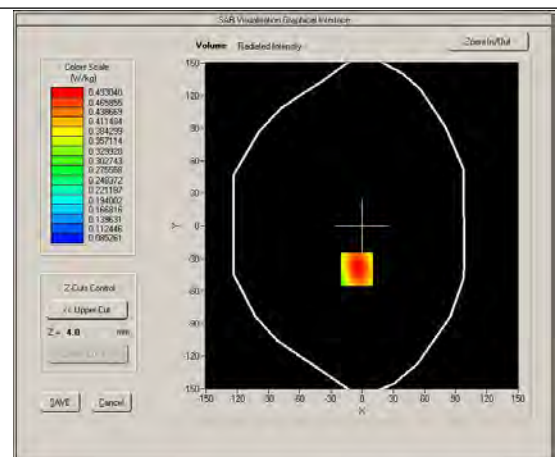 SAR Visualisation Graphical Interface
Volume Radiated Intensity
Zoom In/Out
Colors Scale
(W/kg)
0.493040
0.465855
0.438669
0.411484
0.384299
0.357114
0.329928
0.302743
0.275558
0.248372
0.221187
0.194002
0.166816
0.139631
0.112446
0.085261
Z-Cuts Control
<< Upper Cut
Z = 4.0 mm
SAVE
Cancel
Y
150
120
90
60
30
0
-30
-60
-90
-120
-150
-150 -120 -90 -60 -30 0 30 60 90 120 150
X